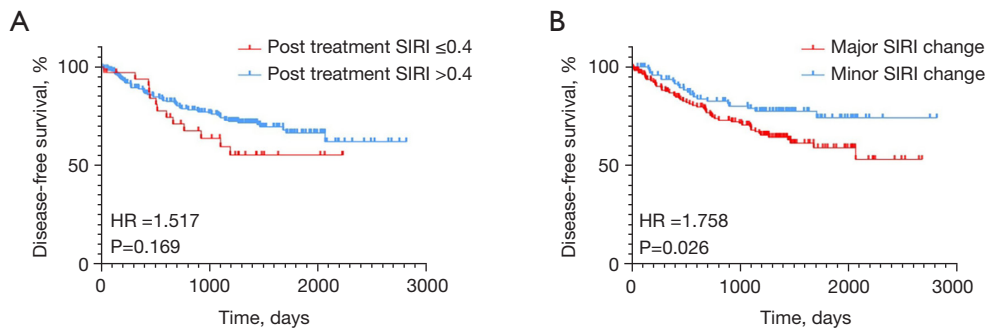 A
Post treatment SIRI ≤0.4
Post treatment SIRI >0.4
Disease-free survival, %
100
50
0
HR =1.517
P=0.169
0 1000 2000 3000
Time, days
B
Major SIRI change
Minor SIRI change
Disease-free survival, %
100
50
0
HR =1.758
P=0.026
0 1000 2000 3000
Time, days